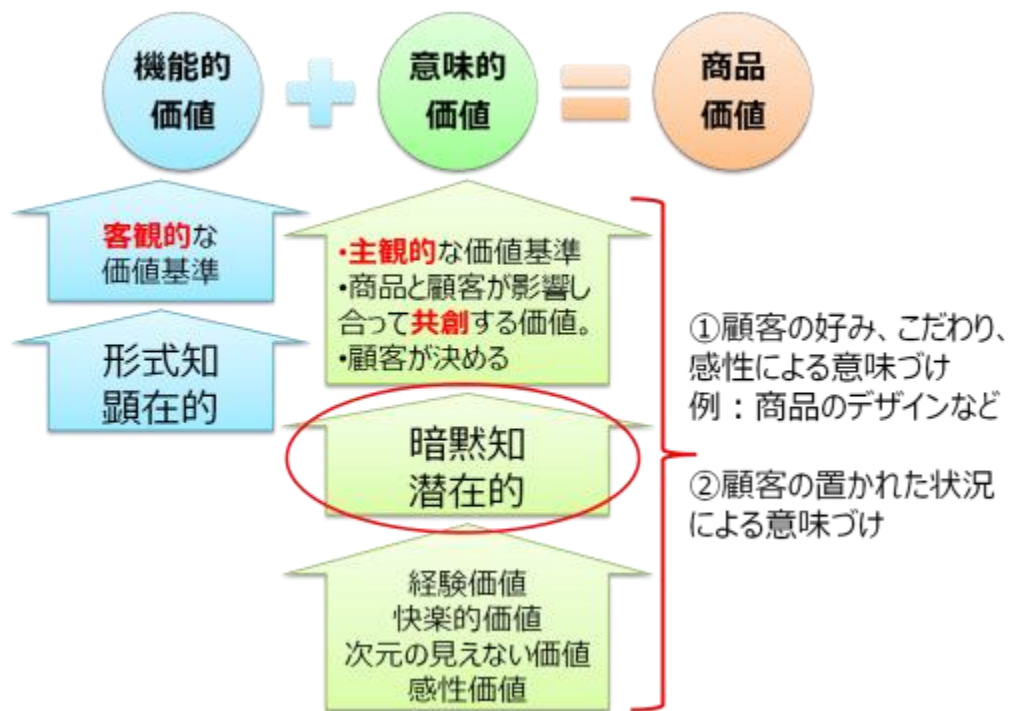 機能的
価値
意味的
価値
商品
価値
客観的な
価値基準
形式知
顕在的
・主観的な価値基準
・商品と顧客が影響し
合って共創する価値。
・顧客が決める
暗黙知
潜在的
経験価値
快楽的価値
次元の見えない価値
感性価値
①顧客の好み、こだわり、
感性による意味づけ
例：商品のデザインなど
②顧客の置かれた状況
による意味づけ